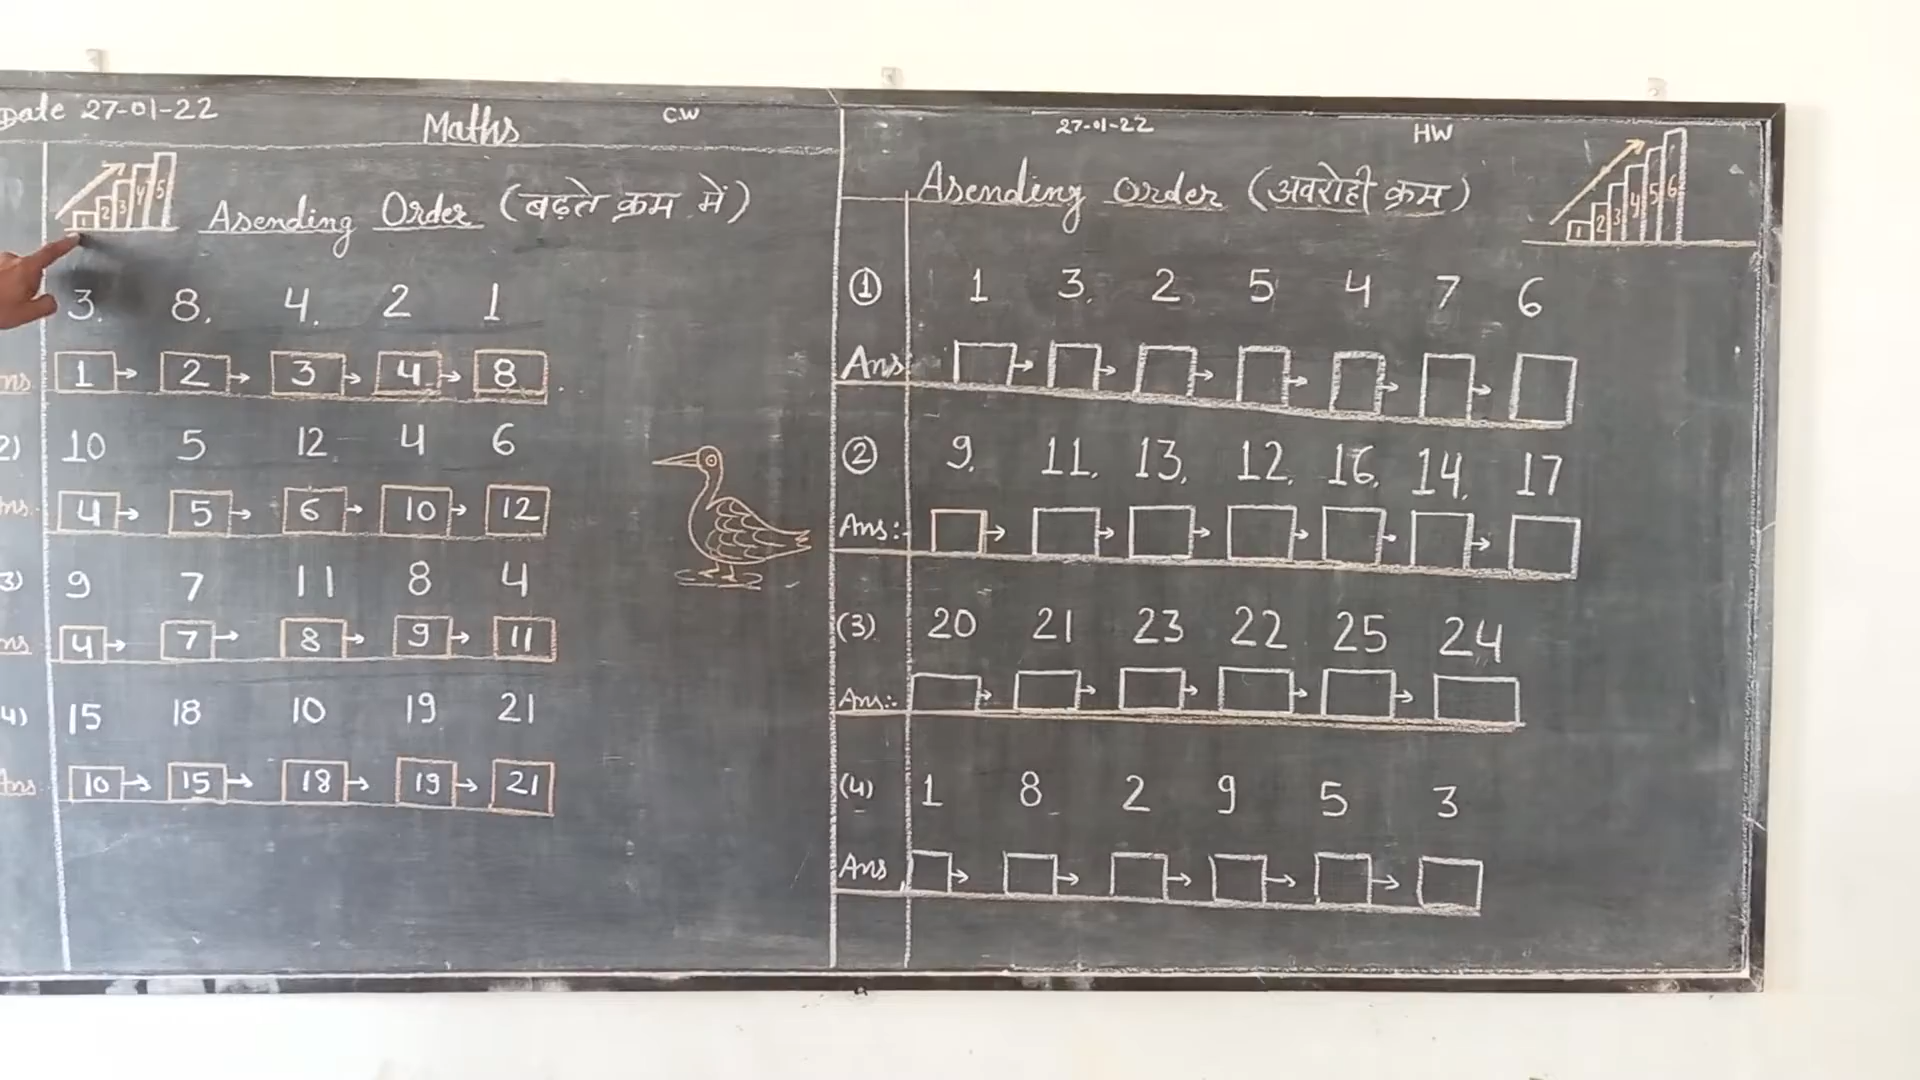 Date 27-01-22 Maths C.W
1 2 3 4 5
Asending Order (बढ़ते क्रम में)
3, 8, 4, 2 1
ns 1 → 2 → 3 → 4 → 8
2) 10 5 12 4 6
ns. 4 → 5 → 6 → 10 → 12
3) 9 7 11 8 4
ns 4 → 7 → 8 → 9 → 11
4) 15 18 10 19 21
Ans 10 → 15 → 18 → 19 → 21
27-01-22 HW
Asending Order (अवरोही क्रम)
1 2 3 4 5 6
① 1 3, 2 5 4 7 6
Ans:
② 9, 11, 13, 12, 16, 14, 17
Ans:-
(3) 20 21 23 22 25 24
Ans:-
(4) 1 8 2 9 5 3
Ans